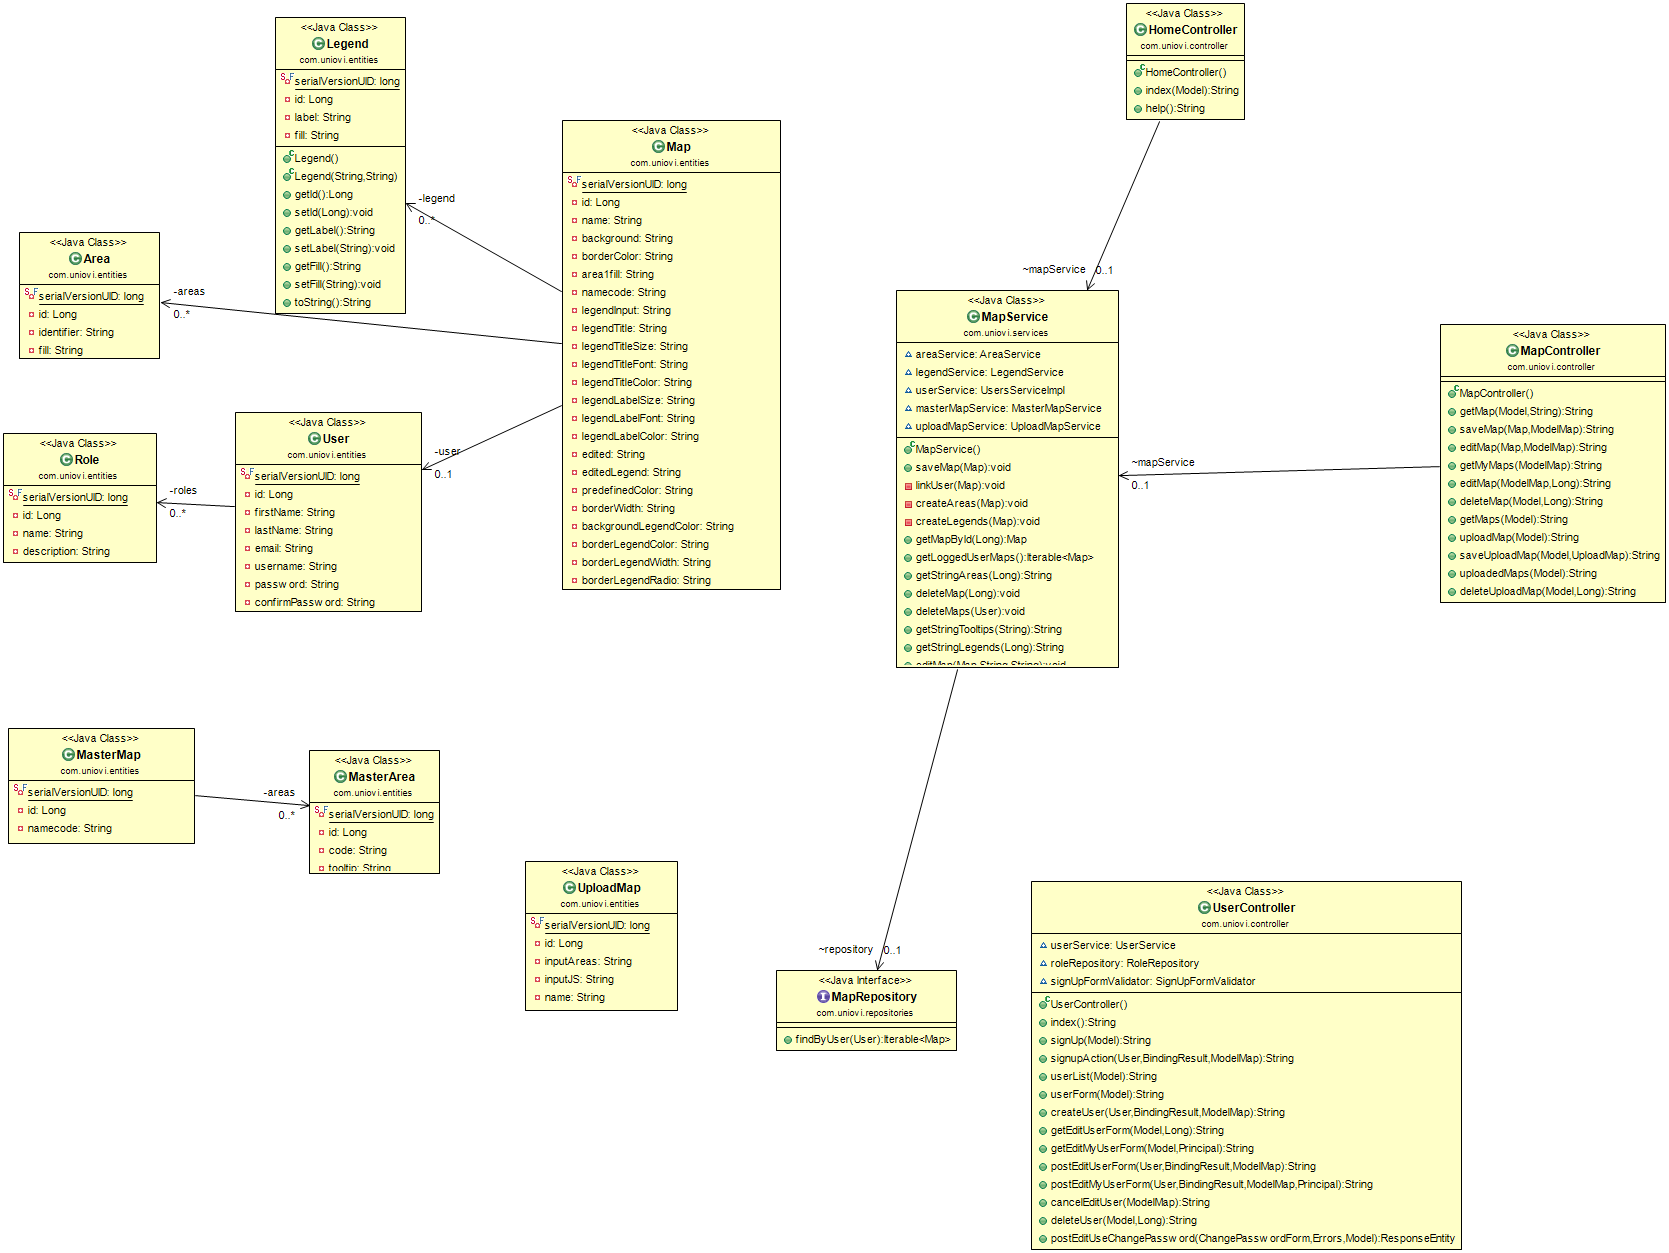 <<Java Class>>
Legend
com.uniovi.entities
serialVersionUID: long
id: Long
label: String
fill: String
Legend()
Legend(String,String)
getId():Long
setId(Long):void
getLabel():String
setLabel(String):void
getFill():String
setFill(String):void
toString():String
<<Java Class>>
HomeController
com.uniovi.controller
HomeController()
index(Model):String
help():String
<<Java Class>>
Map
com.uniovi.entities
serialVersionUID: long
id: Long
name: String
background: String
borderColor: String
area1fill: String
namecode: String
legendInput: String
legendTitle: String
legendTitleSize: String
legendTitleFont: String
legendTitleColor: String
legendLabelSize: String
legendLabelFont: String
legendLabelColor: String
edited: String
editedLegend: String
predefinedColor: String
borderWidth: String
backgroundLegendColor: String
borderLegendColor: String
borderLegendWidth: String
borderLegendRadio: String
-legend
0..*
<<Java Class>>
Area
com.uniovi.entities
serialVersionUID: long
id: Long
identifier: String
fill: String
-areas
0..*
~mapService
0..1
<<Java Class>>
MapService
com.uniovi.services
areaService: AreaService
legendService: LegendService
userService: UsersServiceImpl
masterMapService: MasterMapService
uploadMapService: UploadMapService
MapService()
saveMap(Map):void
linkUser(Map):void
createAreas(Map):void
createLegends(Map):void
getMapById(Long):Map
getLoggedUserMaps():Iterable<Map>
getStringAreas(Long):String
deleteMap(Long):void
deleteMaps(User):void
getStringTooltips(String):String
getStringLegends(Long):String
editMap(Map,String,String):void
<<Java Class>>
MapController
com.uniovi.controller
MapController()
getMap(Model,String):String
saveMap(Map,ModelMap):String
editMap(Map,ModelMap):String
getMyMaps(ModelMap):String
editMap(ModelMap,Long):String
deleteMap(Model,Long):String
getMaps(Model):String
uploadMap(Model):String
saveUploadMap(Model,UploadMap):String
uploadedMaps(Model):String
deleteUploadMap(Model,Long):String
~mapService
0..1
<<Java Class>>
User
com.uniovi.entities
serialVersionUID: long
id: Long
firstName: String
lastName: String
email: String
username: String
password: String
confirmPassword: String
-user
0..1
<<Java Class>>
Role
com.uniovi.entities
serialVersionUID: long
id: Long
name: String
description: String
-roles
0..*
<<Java Class>>
MasterMap
com.uniovi.entities
serialVersionUID: long
id: Long
namecode: String
-areas
0..*
<<Java Class>>
MasterArea
com.uniovi.entities
serialVersionUID: long
id: Long
code: String
tooltip: String
<<Java Class>>
UploadMap
com.uniovi.entities
serialVersionUID: long
id: Long
inputAreas: String
inputJS: String
name: String
~repository
0..1
<<Java Interface>>
MapRepository
com.uniovi.repositories
findByUser(User):Iterable<Map>
<<Java Class>>
UserController
com.uniovi.controller
userService: UserService
roleRepository: RoleRepository
signUpFormValidator: SignUpFormValidator
UserController()
index():String
signUp(Model):String
signupAction(User,BindingResult,ModelMap):String
userList(Model):String
userForm(Model):String
createUser(User,BindingResult,ModelMap):String
getEditUserForm(Model,Long):String
getEditMyUserForm(Model,Principal):String
postEditUserForm(User,BindingResult,ModelMap):String
postEditMyUserForm(User,BindingResult,ModelMap,Principal):String
cancelEditUser(ModelMap):String
deleteUser(Model,Long):String
postEditUseChangePassword(ChangePasswordForm,Errors,Model):ResponseEntity